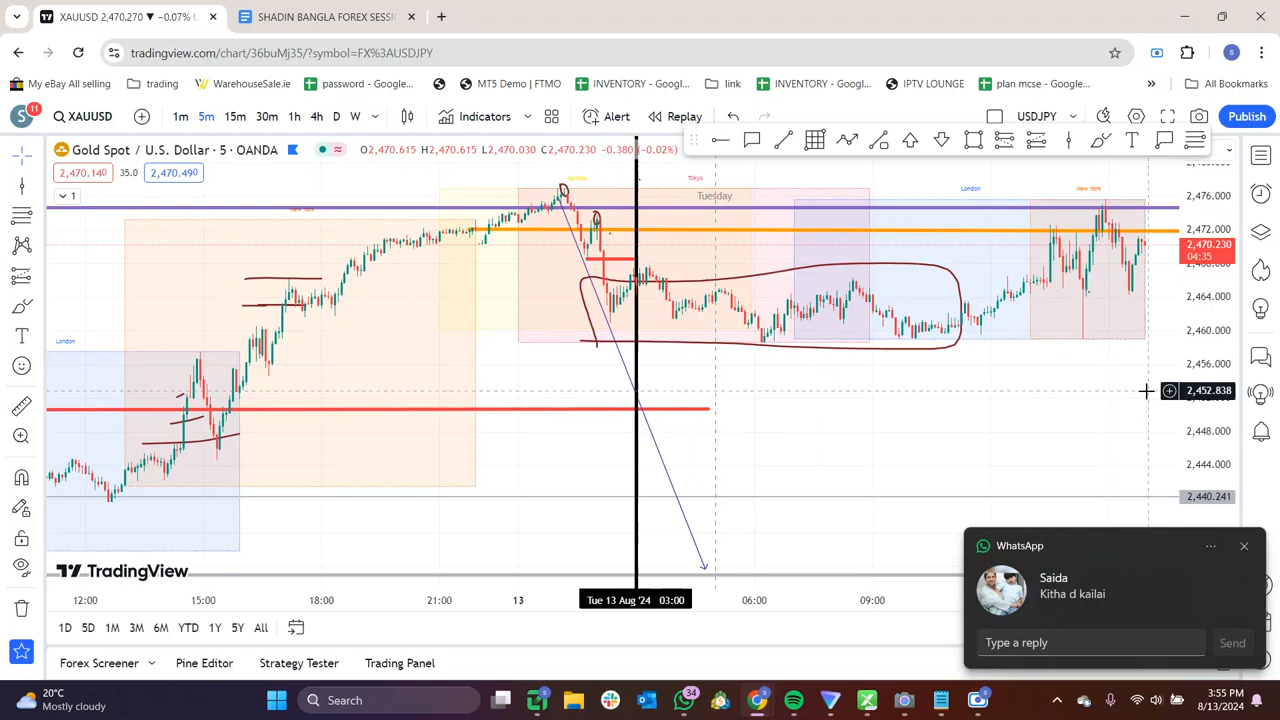 XAUUSD 2,470.270 ▼ −0.07% U
SHADIN BANGLA FOREX SESSI
tradingview.com/chart/36buMj35/?symbol=FX%3AUSDJPY
S
My eBay All selling
trading
WarehouseSale.ie
password - Google...
MT5 Demo | FTMO
INVENTORY - Googl...
link
INVENTORY - Googl...
IPTV LOUNGE
plan mcse - Google...
All Bookmarks
S 11
XAUUSD
1m 5m 15m 30m 1h 4h D W
Indicators
Alert
Replay
USDJPY
Publish
Gold Spot / U.S. Dollar · 5 · OANDA
O2,470.615 H2,470.615 L2,470.030 C2,470.230 −0.380 (−0.02%)
2,470.140 35.0 2,470.490
1
Tokyo
Tuesday
London
New York
New York
London
2,476.000
2,472.000
2,470.230
04:35
2,464.000
2,460.000
2,456.000
2,452.838
2,448.000
2,444.000
2,440.241
TradingView
12:00 15:00 18:00 21:00 13 Tue 13 Aug '24 03:00 06:00 09:00
WhatsApp
Saida
Kitha d kailai
Type a reply
Send
1D 5D 1M 3M 6M YTD 1Y 5Y All
Forex Screener
Pine Editor
Strategy Tester
Trading Panel
20°C
Mostly cloudy
Search
34
3:55 PM
8/13/2024